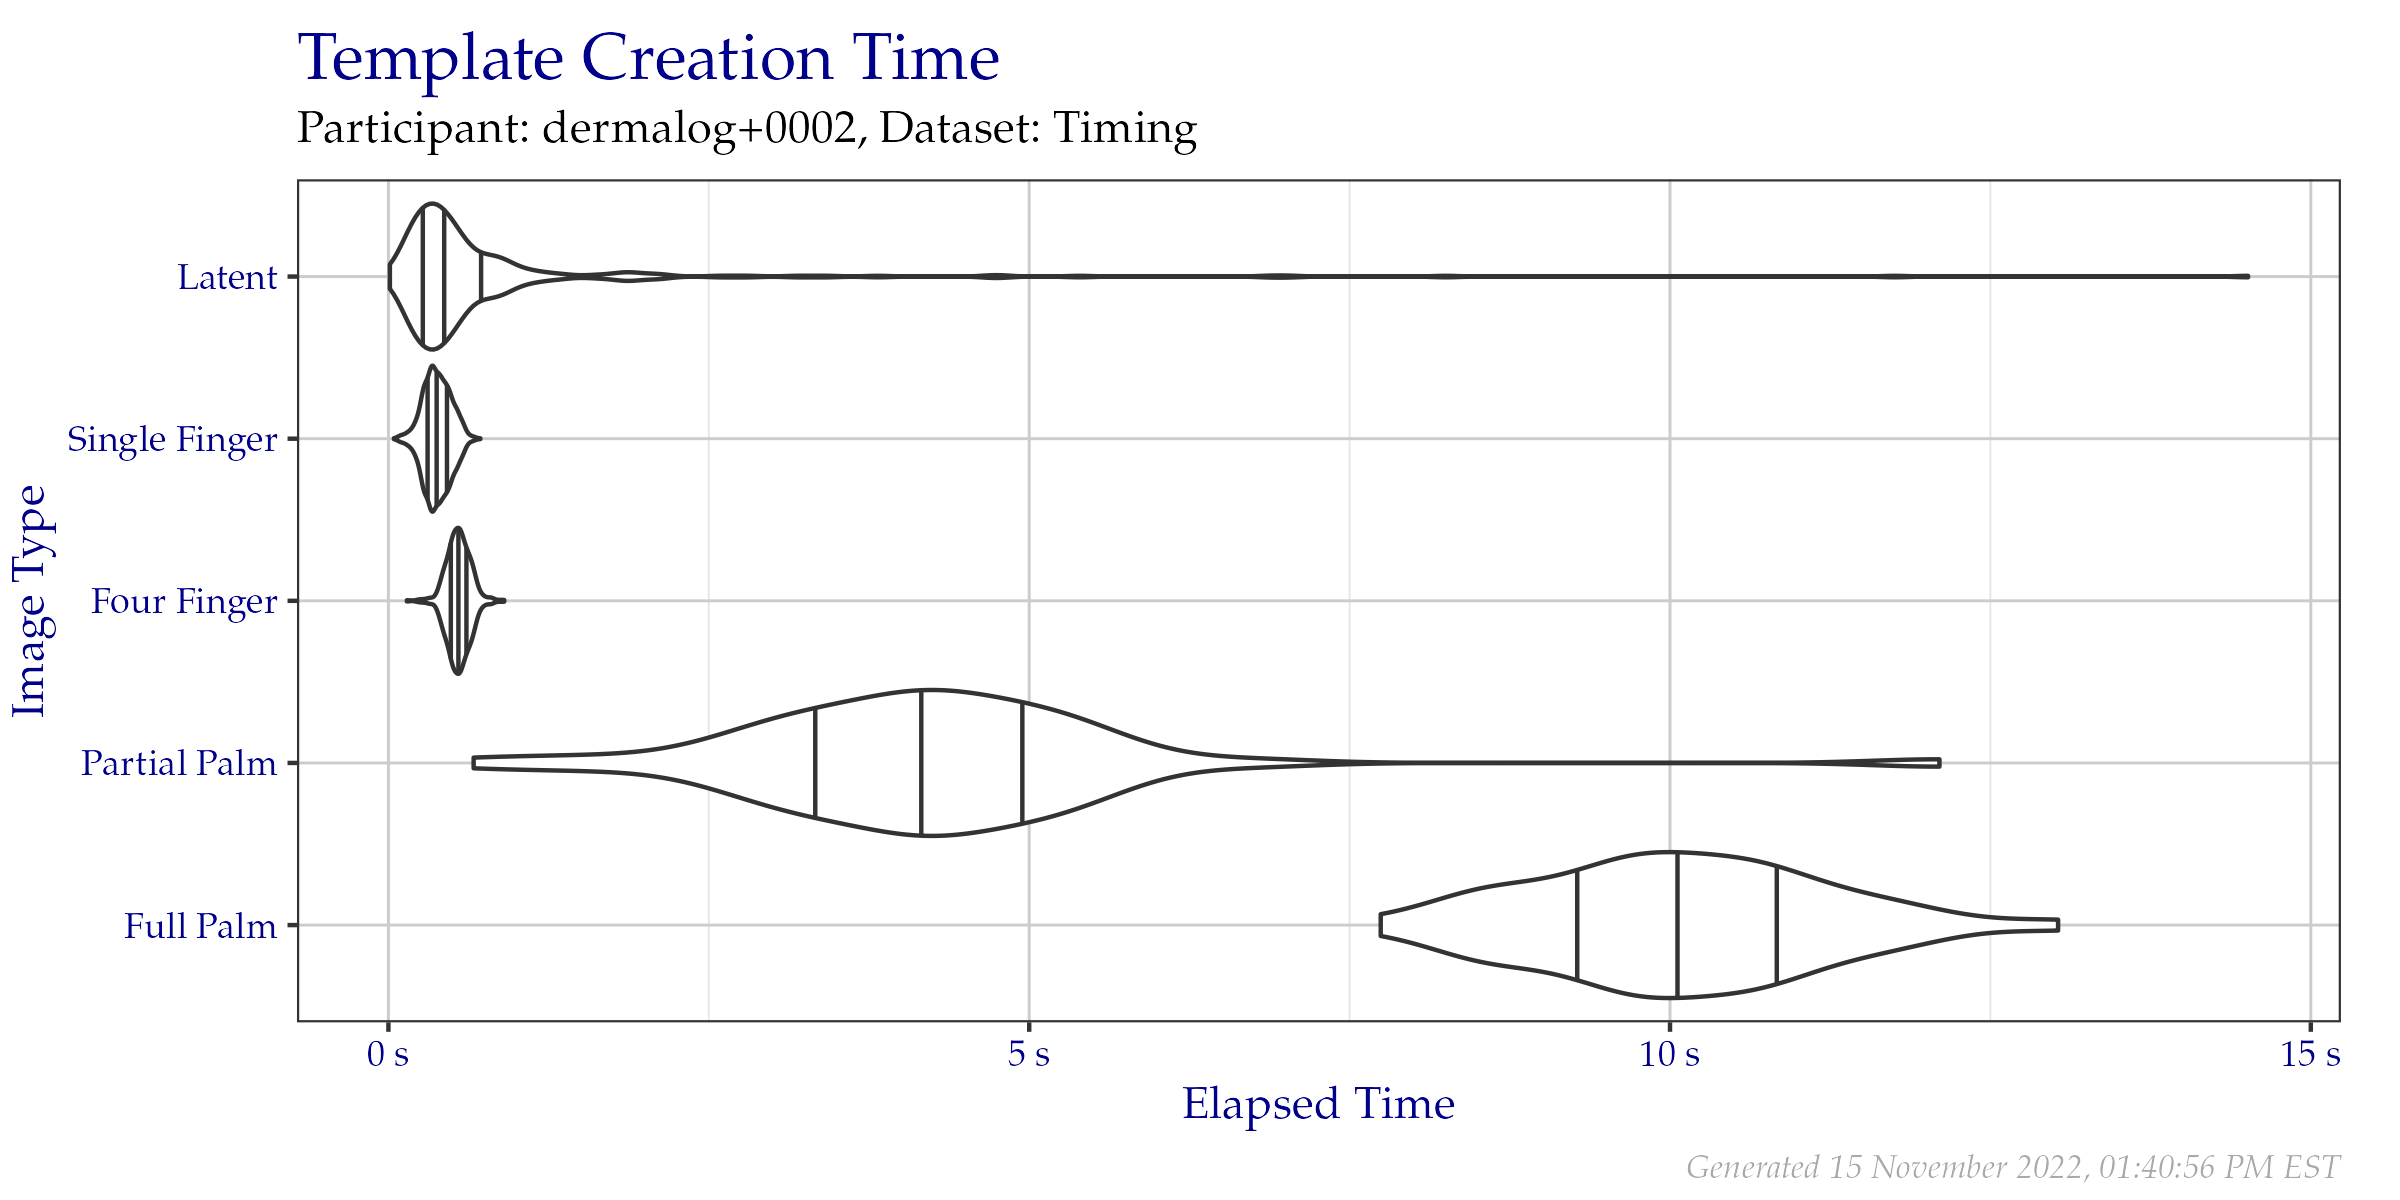 Template Creation Time
Participant: dermalog+0002, Dataset: Timing
Image Type
Latent
Single Finger
Four Finger
Partial Palm
Full Palm
0 s
5 s
10 s
15 s
Elapsed Time
Generated 15 November 2022, 01:40:56 PM EST